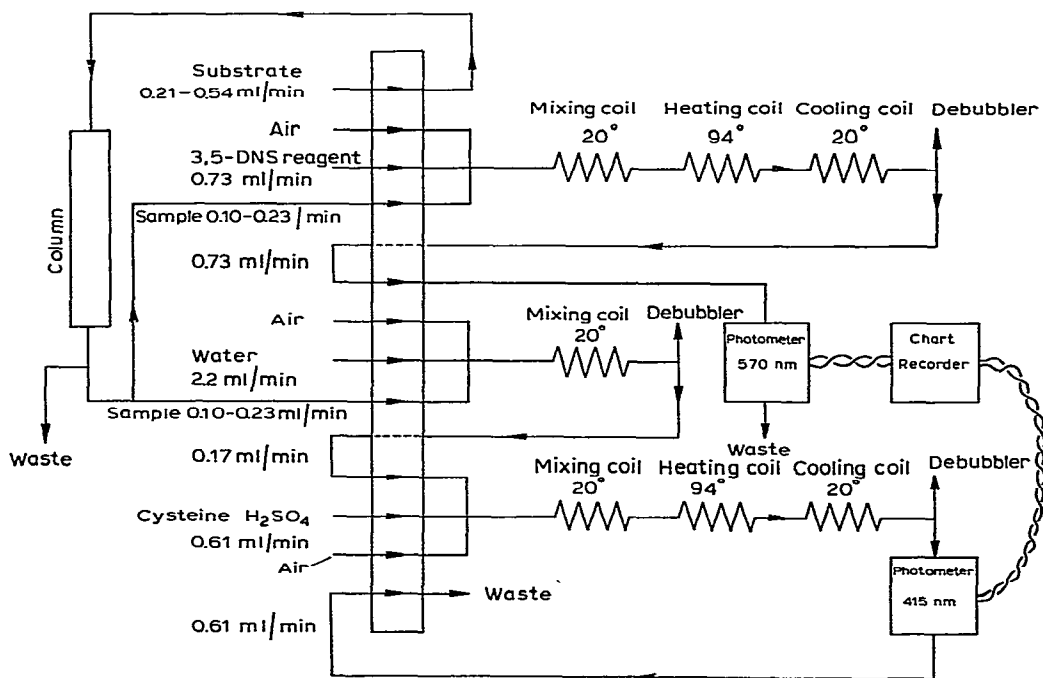 Substrate
0.21-0.54 ml/min
Air
3,5-DNS reagent
0.73 ml/min
Sample 0.10-0.23 / min
0.73 ml/min
Air
Water
2.2 ml/min
Sample 0.10-0.23 ml/min
0.17 ml/min
Cysteine H₂SO₄
0.61 ml/min
Air
0.61 ml/min
Column
Waste
Mixing coil
20°
Heating coil
94°
Cooling coil
20°
Debubbler
Mixing coil
20°
Debubbler
Photometer
570 nm
Chart
Recorder
Waste
Mixing coil
20°
Heating coil
94°
Cooling coil
20°
Debubbler
Photometer
415 nm
Waste